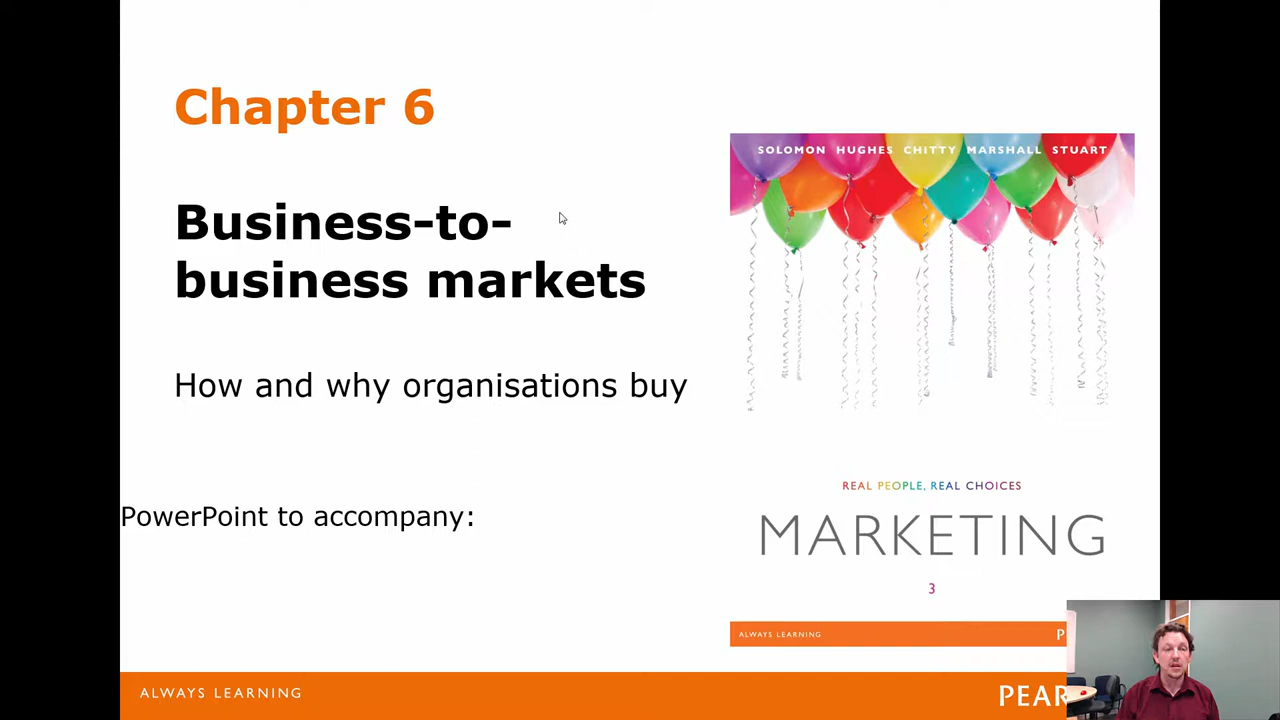 Chapter 6
Business-to-
business markets
How and why organisations buy
PowerPoint to accompany:
SOLOMON HUGHES CHITTY MARSHALL STUART
REAL PEOPLE, REAL CHOICES
MARKETING
3
ALWAYS LEARNING
P
ALWAYS LEARNING
PEAR